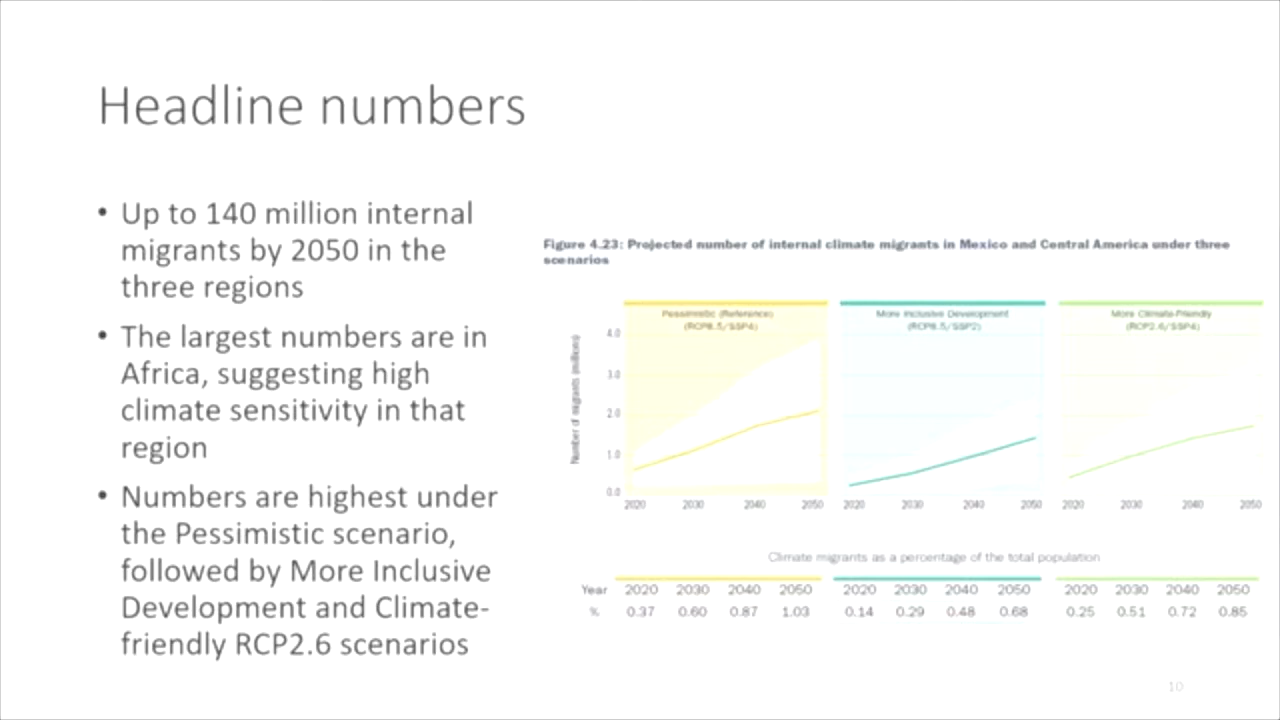 Headline numbers
• Up to 140 million internal
migrants by 2050 in the
three regions
• The largest numbers are in
Africa, suggesting high
climate sensitivity in that
region
• Numbers are highest under
the Pessimistic scenario,
followed by More Inclusive
Development and Climate-
friendly RCP2.6 scenarios
Figure 4.23: Projected number of internal climate migrants in Mexico and Central America under three
scenarios
Pessimistic (Reference)
(RCP8.5/SSP4)
More Inclusive Development
(RCP8.5/SSP2)
More Climate-Friendly
(RCP2.6/SSP4)
Number of migrants (millions)
4.0
3.0
2.0
1.0
0.0
2020 2030 2040 2050 2020 2030 2040 2050 2020 2030 2040 2050
Climate migrants as a percentage of the total population
Year 2020 2030 2040 2050 2020 2030 2040 2050 2020 2030 2040 2050
% 0.37 0.60 0.87 1.03 0.14 0.29 0.48 0.68 0.25 0.51 0.72 0.85
10